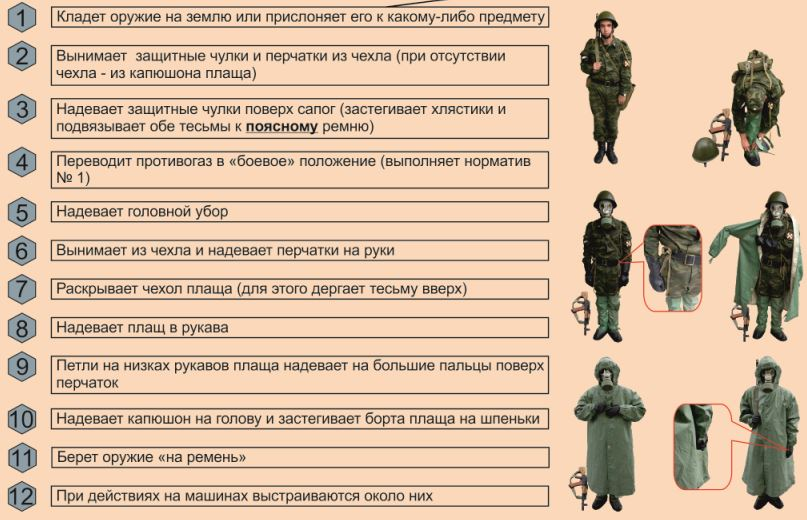 1 Кладет оружие на землю или прислоняет его к какому-либо предмету
2 Вынимает защитные чулки и перчатки из чехла (при отсутствии
чехла - из капюшона плаща)
3 Надевает защитные чулки поверх сапог (застегивает хлястики и
подвязывает обе тесьмы к поясному ремню)
4 Переводит противогаз в «боевое» положение (выполняет норматив
№ 1)
5 Надевает головной убор
6 Вынимает из чехла и надевает перчатки на руки
7 Раскрывает чехол плаща (для этого дергает тесьму вверх)
8 Надевает плащ в рукава
9 Петли на низках рукавов плаща надевает на большие пальцы поверх
перчаток
10 Надевает капюшон на голову и застегивает борта плаща на шпеньки
11 Берет оружие «на ремень»
12 При действиях на машинах выстраиваются около них